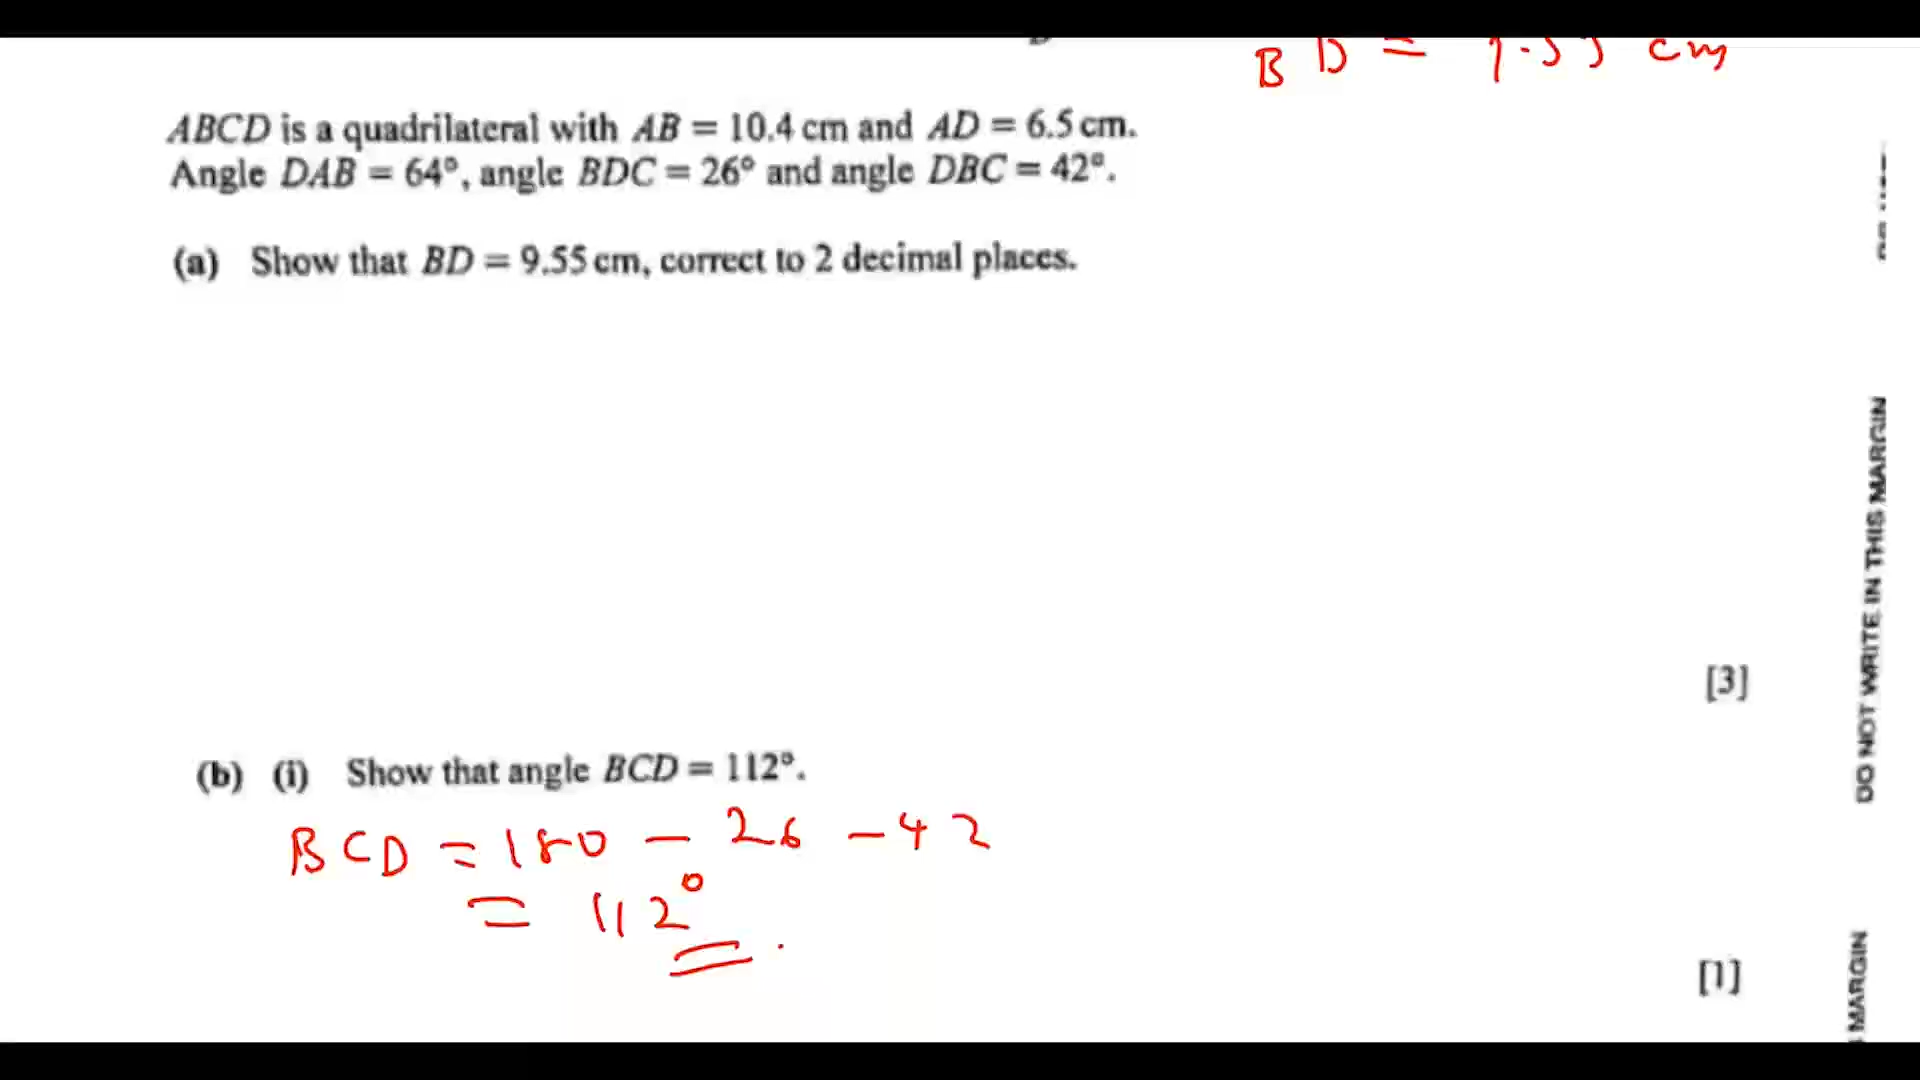 BD = 9.55 cm
ABCD is a quadrilateral with AB = 10.4 cm and AD = 6.5 cm.
Angle DAB = 64°, angle BDC = 26° and angle DBC = 42°.
(a) Show that BD = 9.55 cm, correct to 2 decimal places.
[3]
(b) (i) Show that angle BCD = 112°.
BCD = 180 - 26 - 42
= 112°
[1]
DO NOT WRITE IN THIS MARGIN
MARGIN